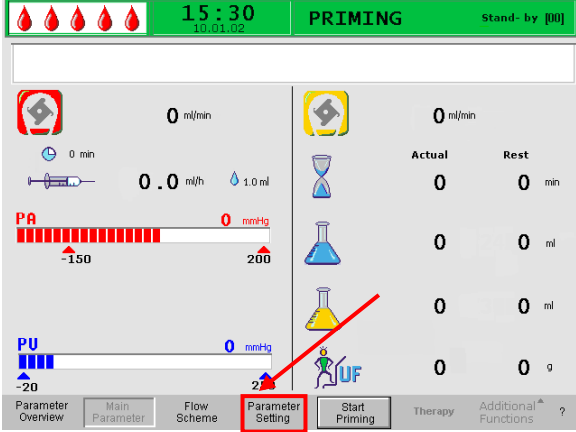 15:30
10.01.02
PRIMING
Stand- by [00]
0 ml/min
0 ml/min
0 min
Actual Rest
0.0 ml/h 1.0 ml
0 0 min
PA 0 mmHg
-150 200
0 0 ml
0 0 ml
PV 0 mmHg
-20
UF 0 0 g
Parameter Overview
Main Parameter
Flow Scheme
Parameter Setting
Start Priming
Therapy
Additional Functions
?